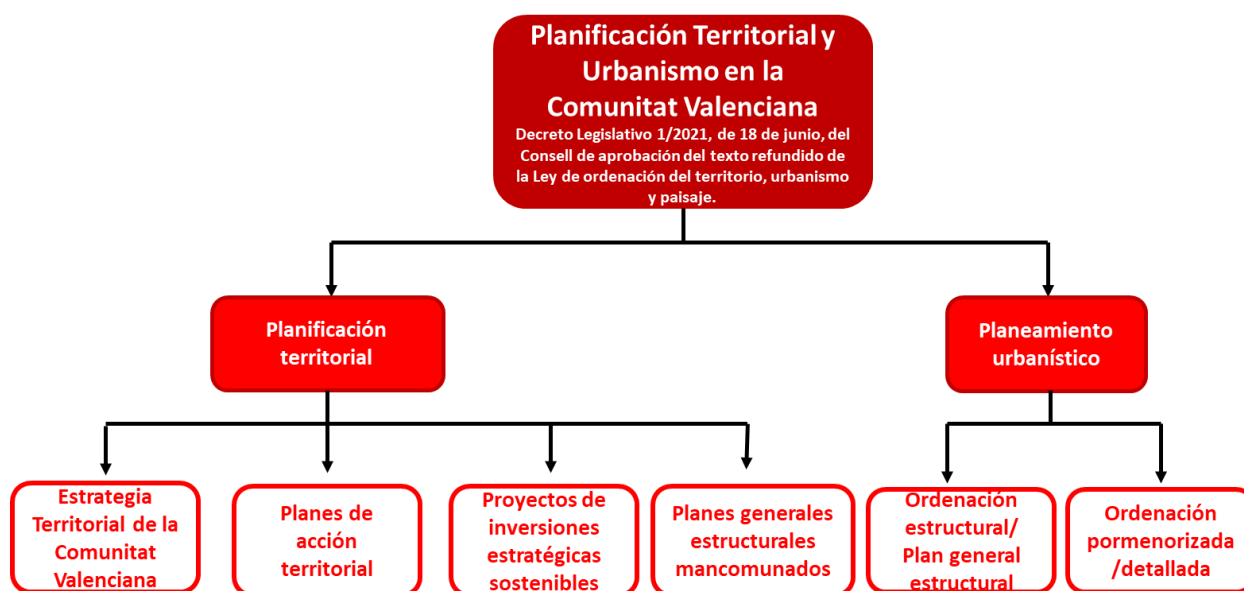 Planificación Territorial y
Urbanismo en la
Comunitat Valenciana
Decreto Legislativo 1/2021, de 18 de junio, del
Consell de aprobación del texto refundido de
la Ley de ordenación del territorio, urbanismo
y paisaje.
Planificación
territorial
Planeamiento
urbanístico
Estrategia
Territorial de la
Comunitat
Valenciana
Planes de
acción
territorial
Proyectos de
inversiones
estratégicas
sostenibles
Planes generales
estructurales
mancomunados
Ordenación
estructural/
Plan general
estructural
Ordenación
pormenorizada
/detallada